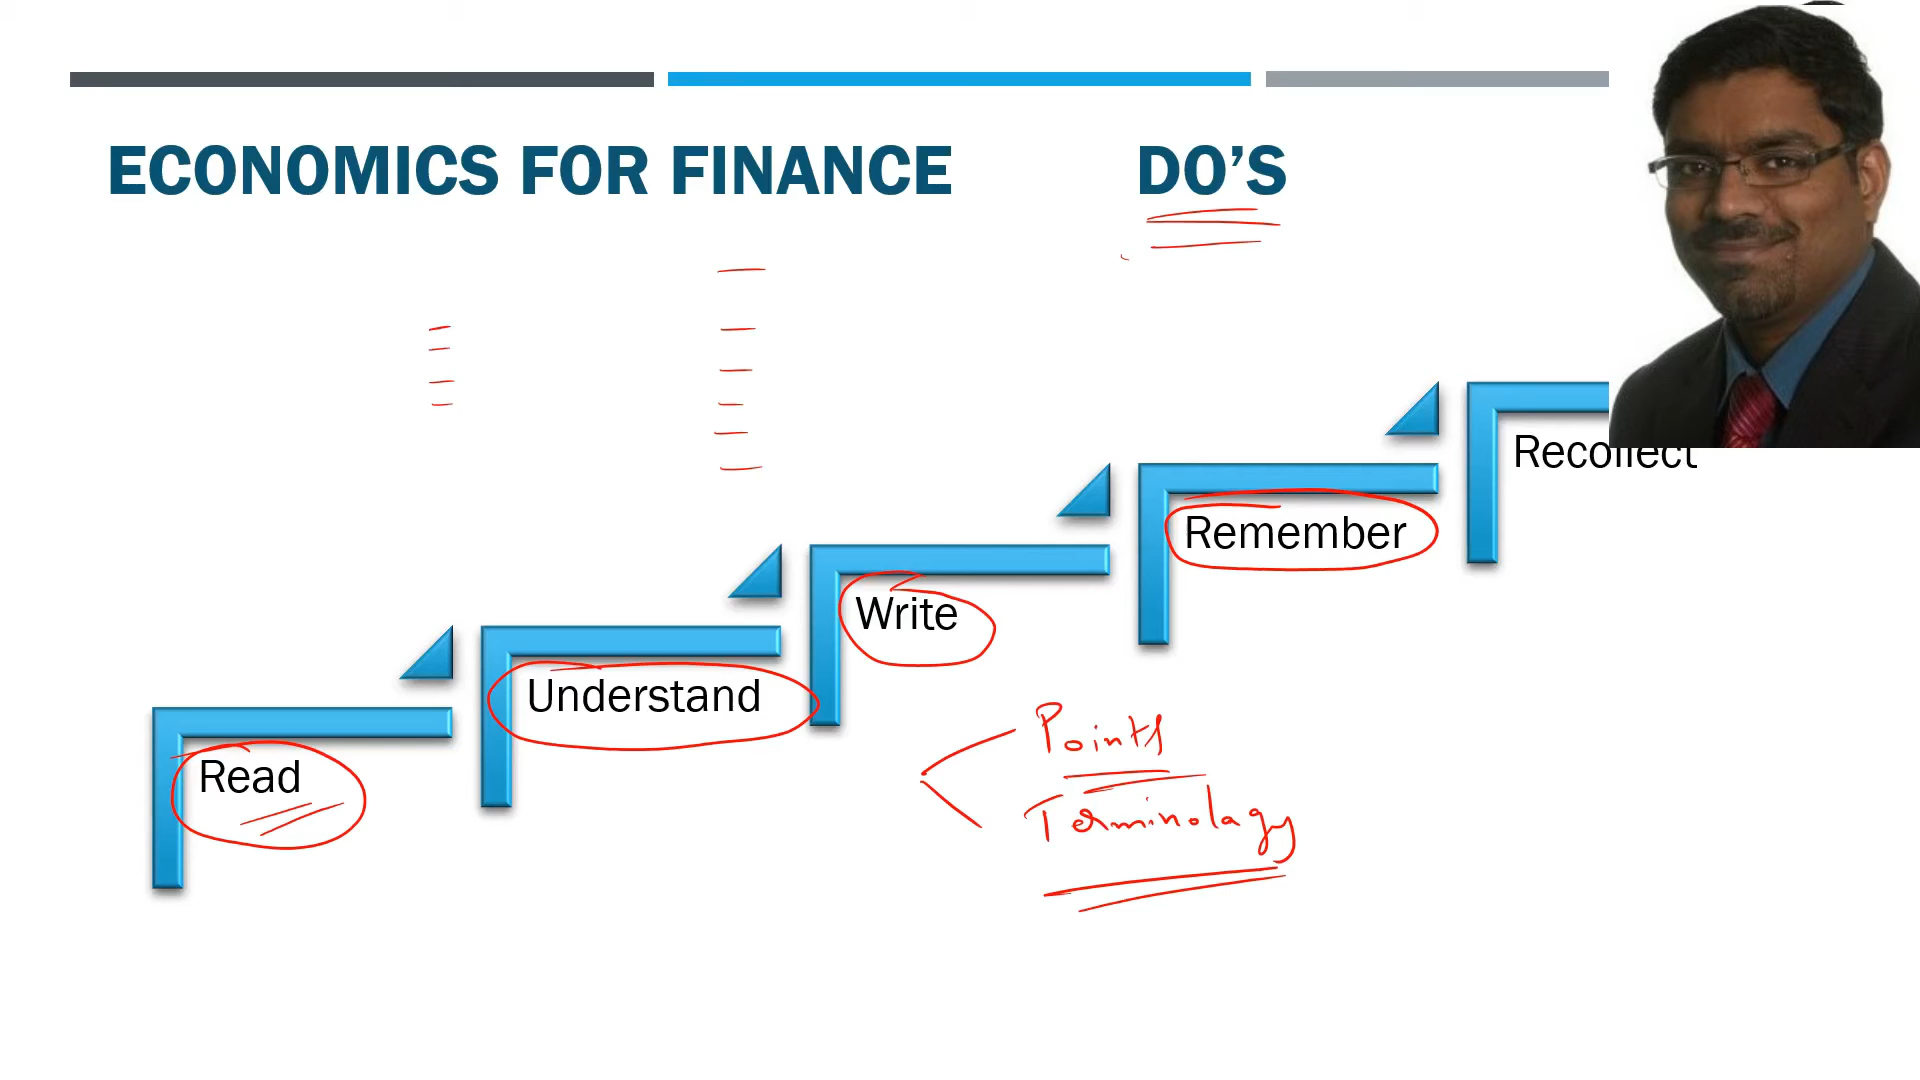 ECONOMICS FOR FINANCE DO’S
Recollect
Remember
Write
Understand
Read
Points
Terminology